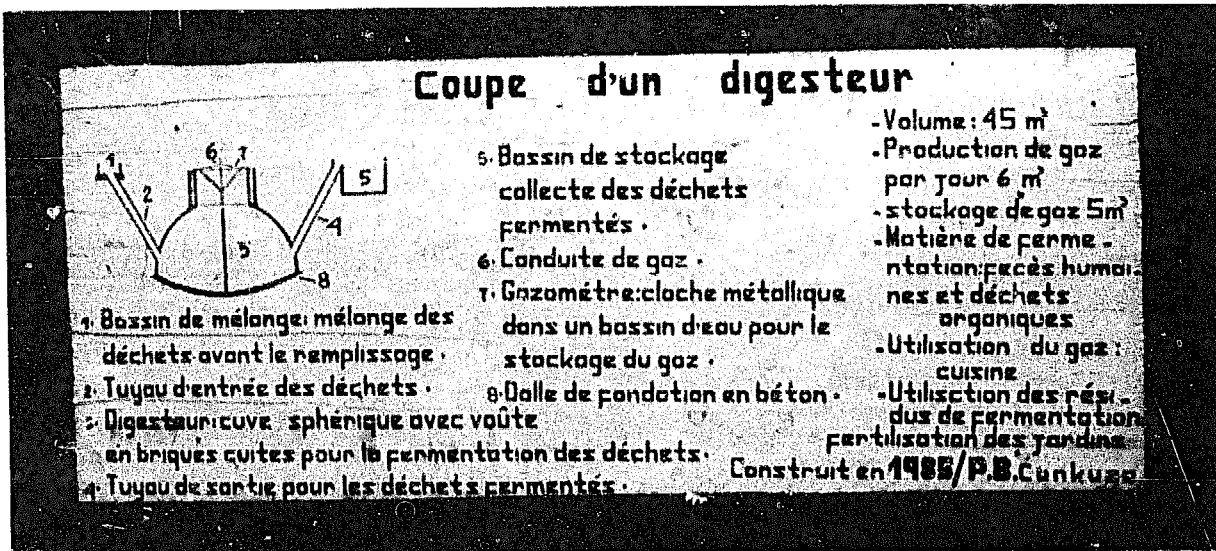 Coupe d'un digesteur
1
6
7
5
2
3
4
8
1. Bassin de mélange: mélange des
déchets avant le remplissage.
2. Tuyau d'entrée des déchets.
3. Digesteur: cuve sphérique avec voûte
en briques cuites pour la fermentation des déchets.
4. Tuyau de sortie pour les déchets fermentés.
5. Bassin de stockage
collecte des déchets
fermentés.
6. Conduite de gaz.
7. Gazométre: cloche métallique
dans un bassin d'eau pour le
stockage du gaz.
8. Dalle de fondation en béton.
- Volume: 45 m³
- Production de gaz
par jour 6 m³
- stockage de gaz 5m³
- Matière de ferme-
ntation: fecès humai-
nes et déchets
organiques
- Utilisation du gaz:
cuisine
- Utilisation des rési-
dus de fermentation
fertilisation des jardins
Construit en 1985/P.B. Cankuzo